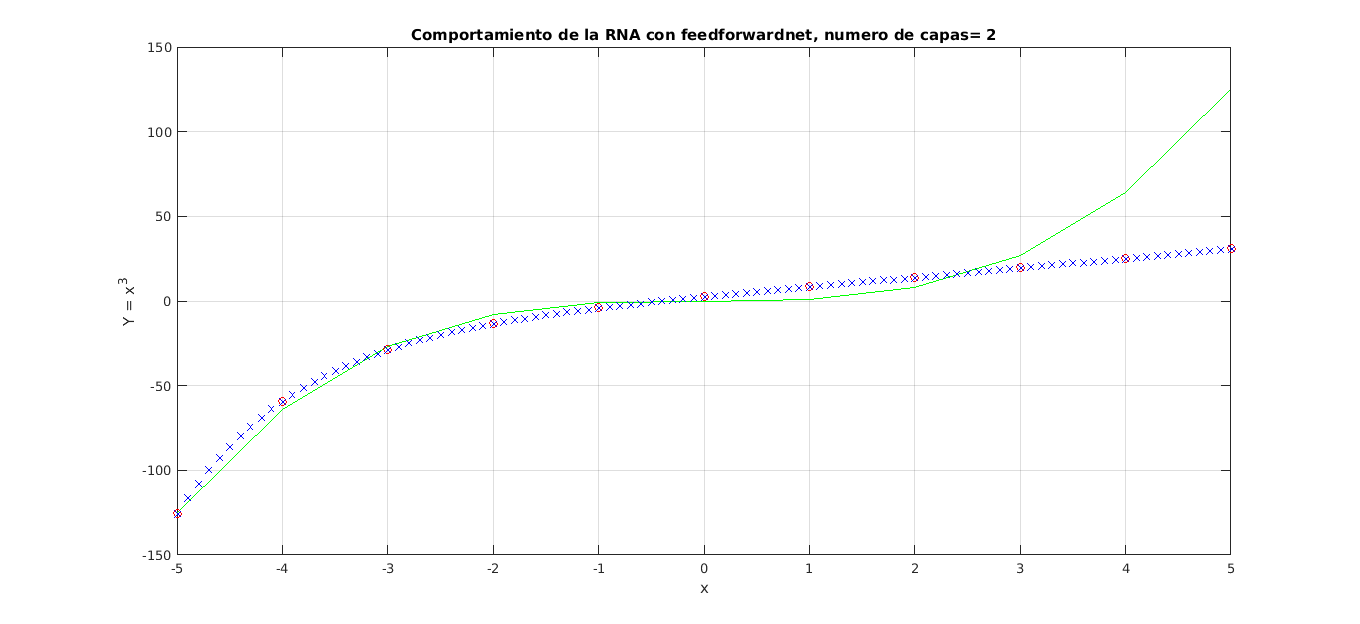 Comportamiento de la RNA con feedforwardnet, numero de capas= 2
150
100
50
0
-50
-100
-150
Y = x^3
-5 -4 -3 -2 -1 0 1 2 3 4 5
x